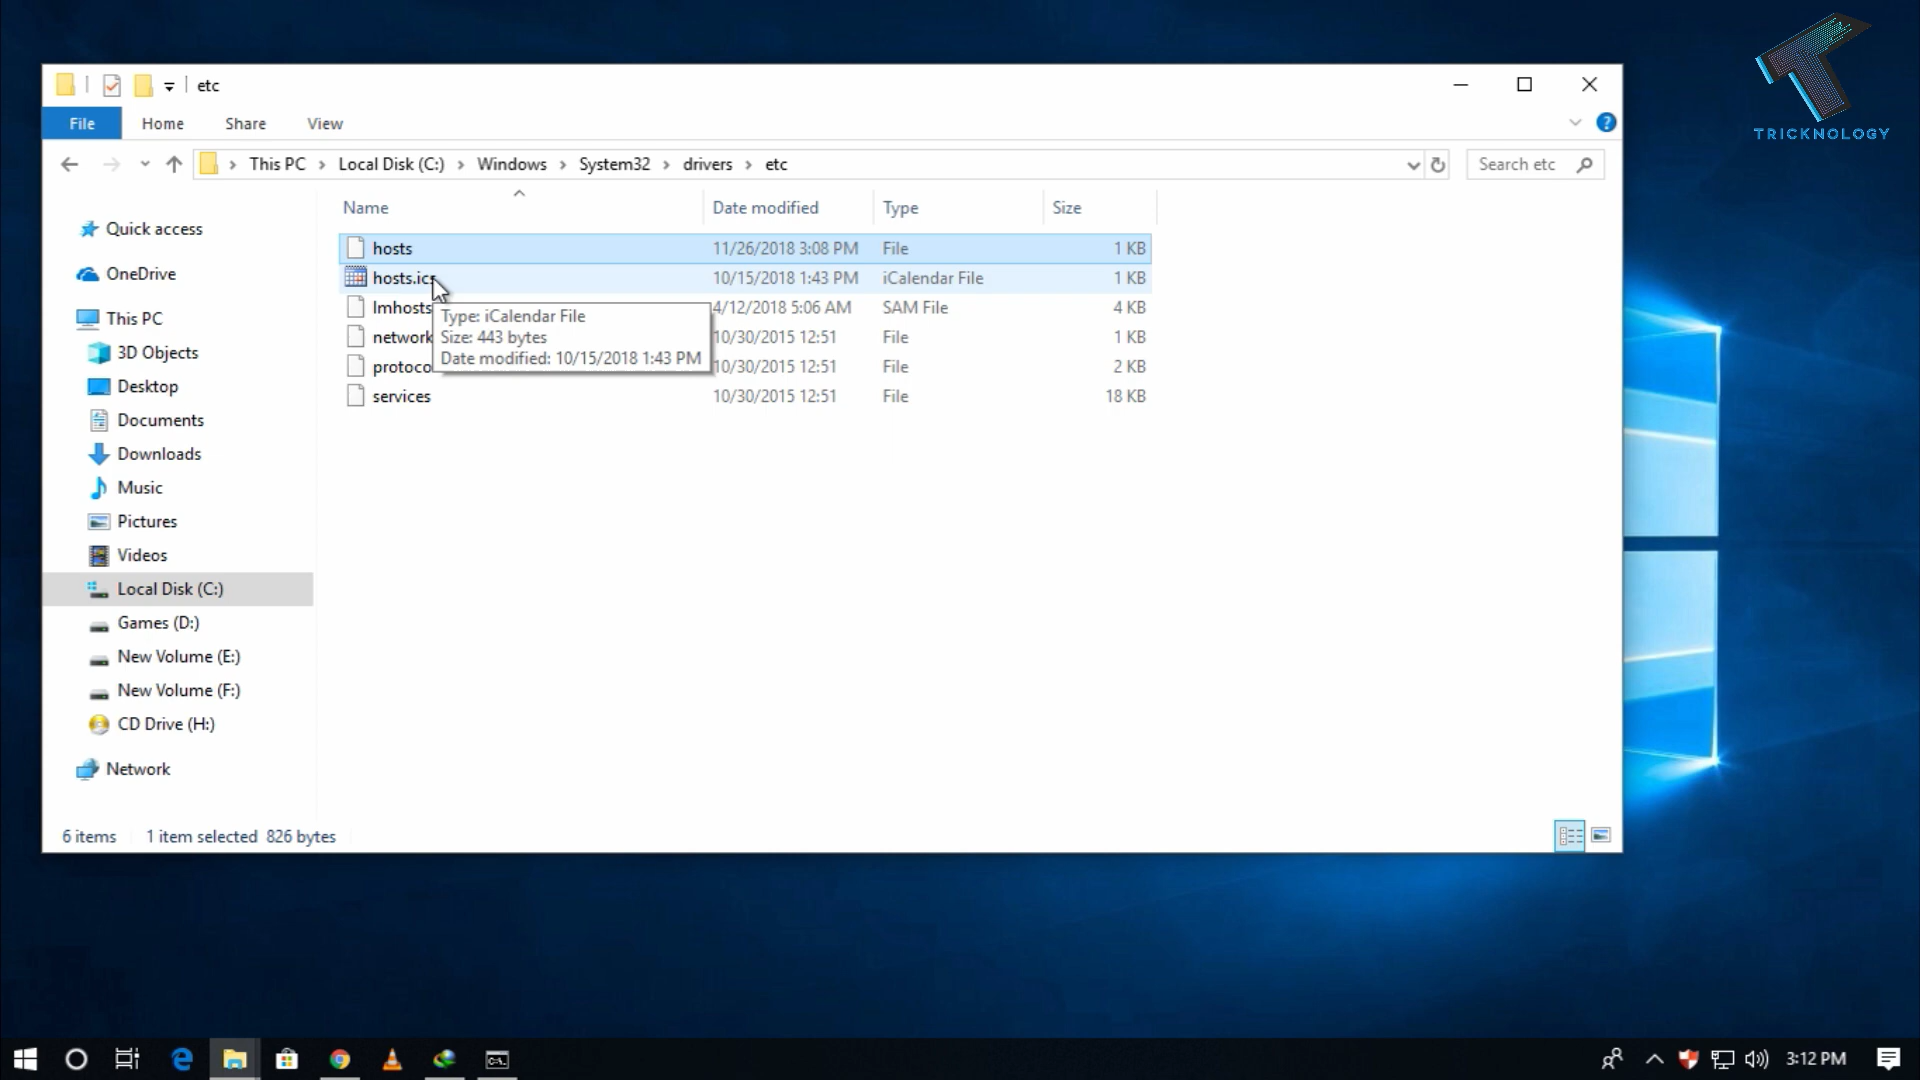 etc
TRICKNOLOGY
File Home Share View
This PC Local Disk (C:) Windows System32 drivers etc
Search etc
Name Date modified Type Size
Quick access
OneDrive
This PC
3D Objects
Desktop
Documents
Downloads
Music
Pictures
Videos
Local Disk (C:)
Games (D:)
New Volume (E:)
New Volume (F:)
CD Drive (H:)
Network
hosts 11/26/2018 3:08 PM File 1 KB
hosts.ics 10/15/2018 1:43 PM iCalendar File 1 KB
lmhosts 4/12/2018 5:06 AM SAM File 4 KB
network 10/30/2015 12:51 File 1 KB
protoco 10/30/2015 12:51 File 2 KB
services 10/30/2015 12:51 File 18 KB
Type: iCalendar File
Size: 443 bytes
Date modified: 10/15/2018 1:43 PM
6 items 1 item selected 826 bytes
3:12 PM